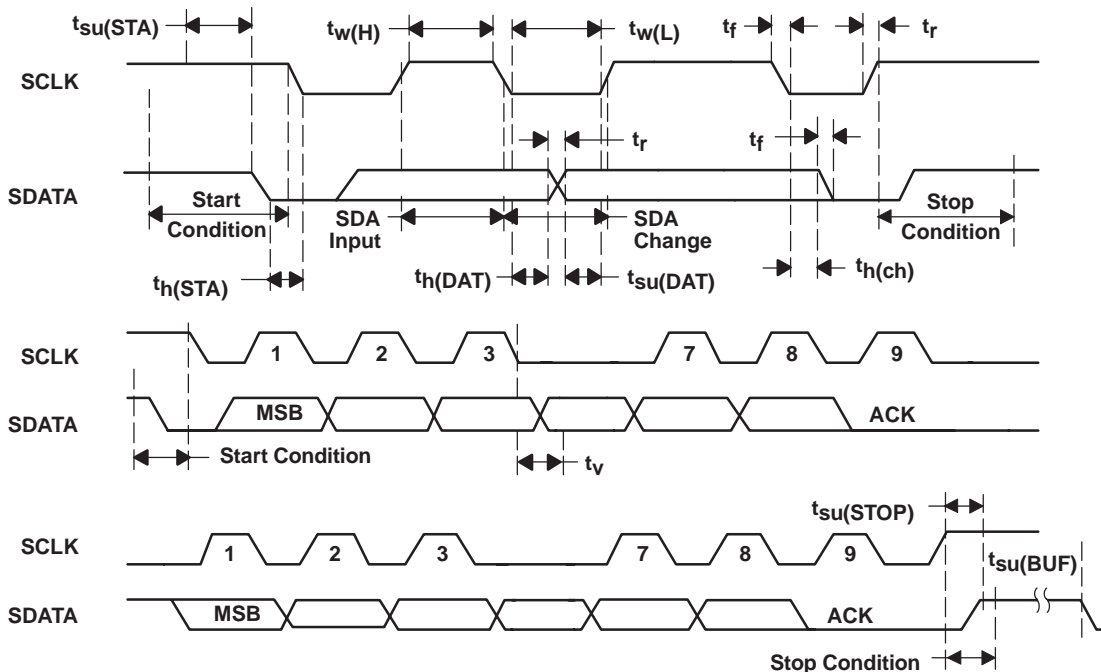 tsu(STA)
tw(H)
tw(L)
tf
tr
SCLK
tr
tf
SDATA
Start
Condition
SDA
Input
SDA
Change
Stop
Condition
th(STA)
th(DAT)
tsu(DAT)
th(ch)
SCLK
1 2 3 7 8 9
SDATA
MSB
ACK
Start Condition
tv
tsu(STOP)
SCLK
1 2 3 7 8 9
tsu(BUF)
SDATA
MSB
ACK
Stop Condition